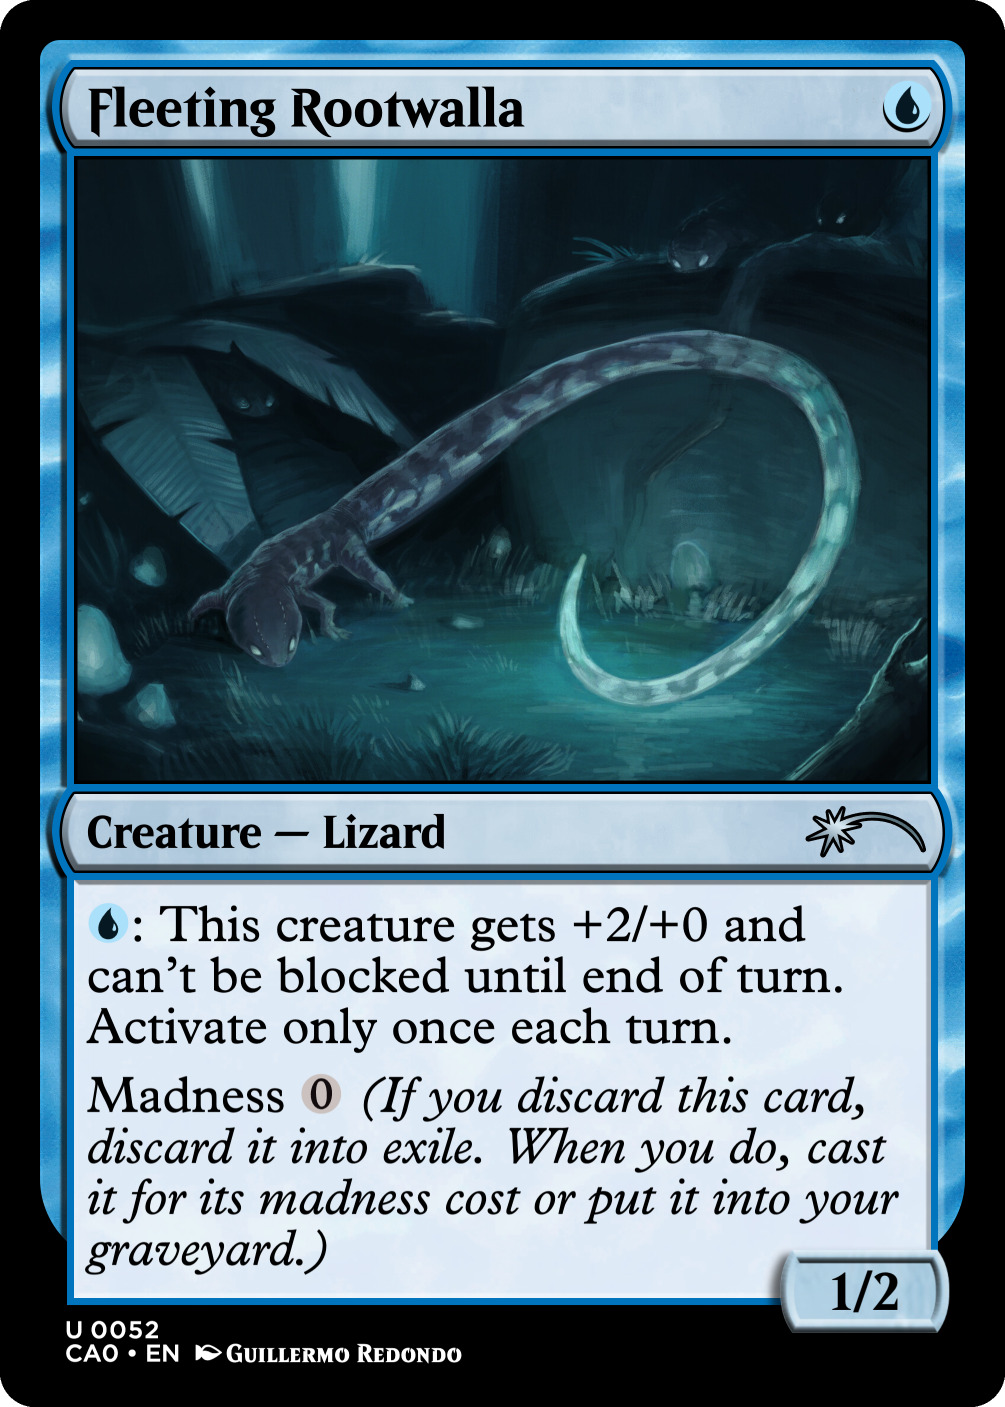 Fleeting Rootwalla
Creature — Lizard
: This creature gets +2/+0 and
can't be blocked until end of turn.
Activate only once each turn.
Madness 0 (If you discard this card,
discard it into exile. When you do, cast
it for its madness cost or put it into your
graveyard.)
1/2
U 0052
CAO • EN Guillermo Redondo